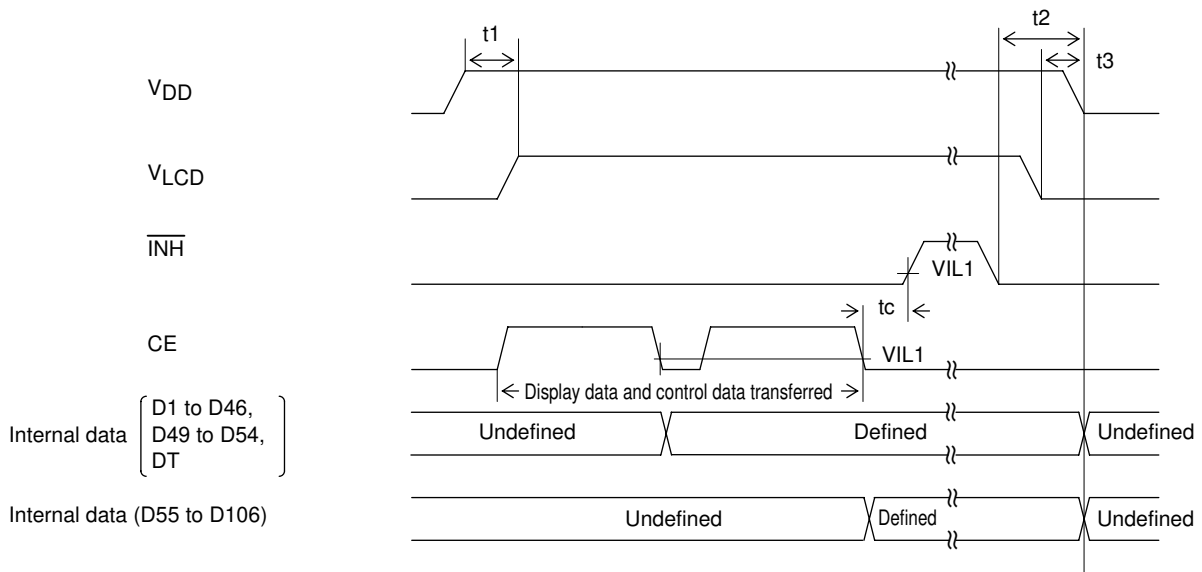 t2
t1
t3
VDD
VLCD
INH
VIL1
tc
CE
VIL1
Display data and control data transferred
D1 to D46,
Internal data D49 to D54,
DT
Undefined Defined Undefined
Internal data (D55 to D106)
Undefined Defined Undefined